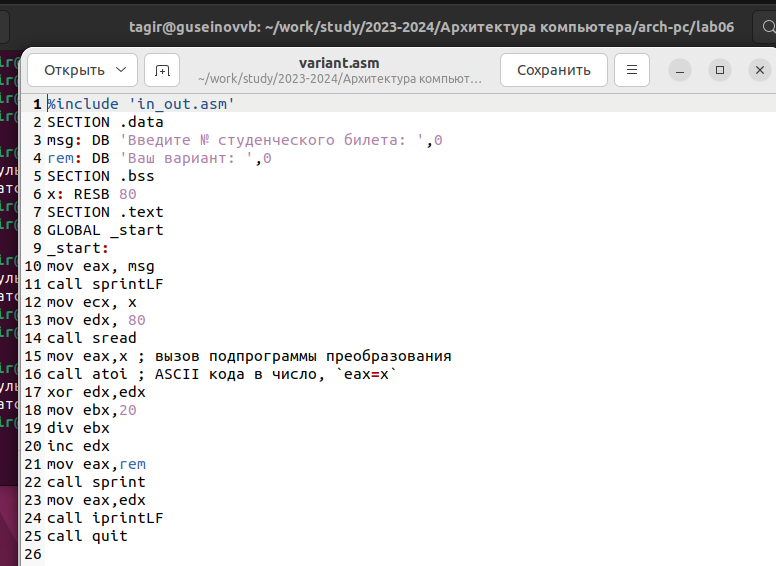 tagir@guseinovvb: ~/work/study/2023-2024/Архитектура компьютера/arch-pc/lab06
Открыть
variant.asm
~/work/study/2023-2024/Архитектура компьют…
Сохранить
1 %include 'in_out.asm'
2 SECTION .data
3 msg: DB 'Введите № студенческого билета: ',0
4 rem: DB 'Ваш вариант: ',0
5 SECTION .bss
6 x: RESB 80
7 SECTION .text
8 GLOBAL _start
9 _start:
10 mov eax, msg
11 call sprintLF
12 mov ecx, x
13 mov edx, 80
14 call sread
15 mov eax,x ; вызов подпрограммы преобразования
16 call atoi ; ASCII кода в число, `eax=x`
17 xor edx,edx
18 mov ebx,20
19 div ebx
20 inc edx
21 mov eax,rem
22 call sprint
23 mov eax,edx
24 call iprintLF
25 call quit
26